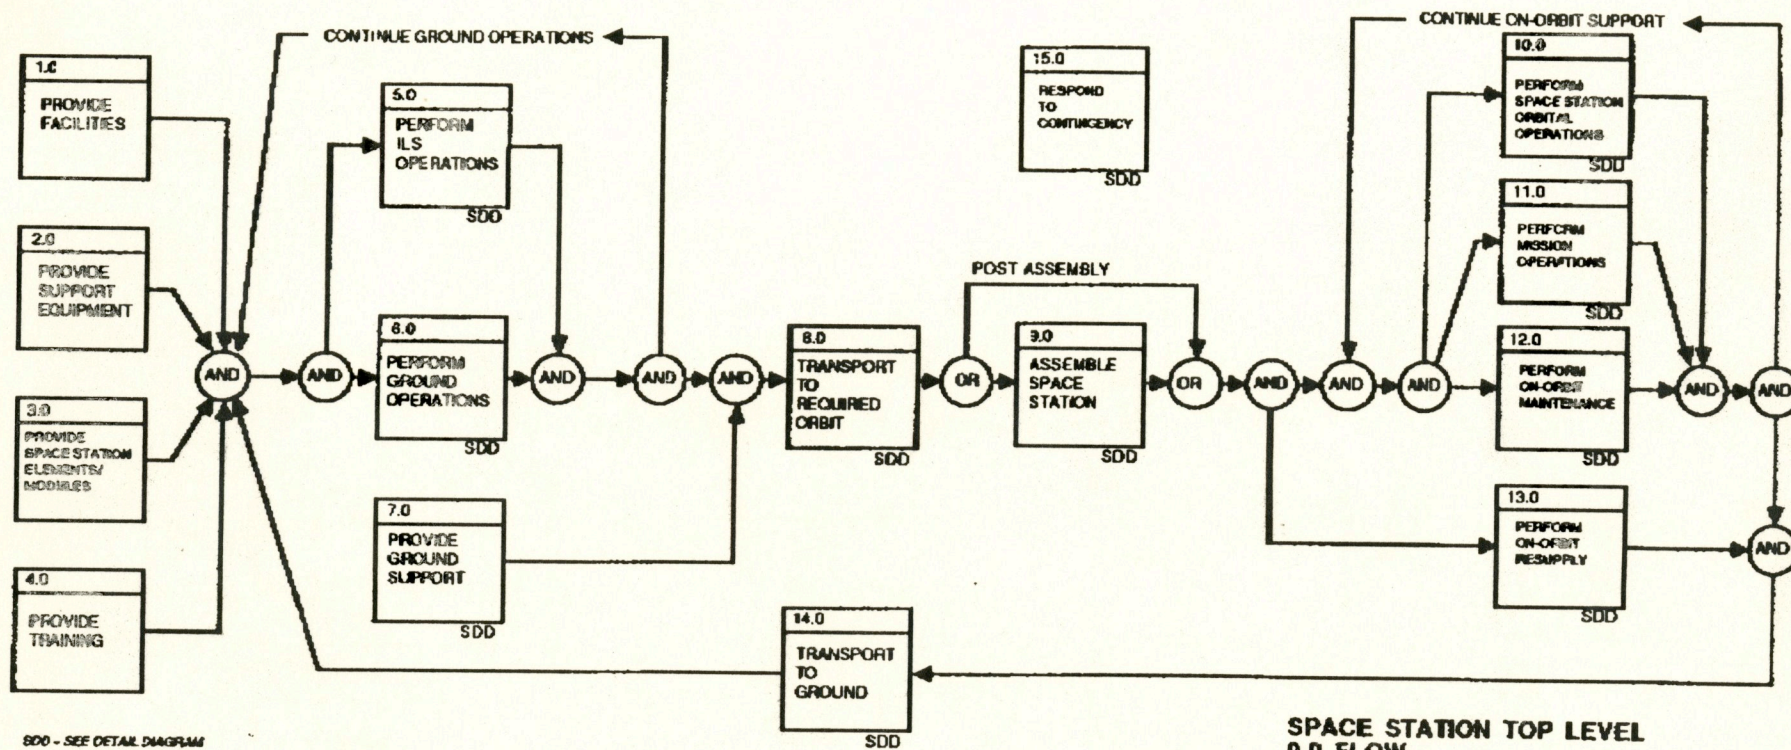 CONTINUE GROUND OPERATIONS
CONTINUE ON-ORBIT SUPPORT
1.0
PROVIDE
FACILITIES
2.0
PROVIDE
SUPPORT
EQUIPMENT
3.0
PROVIDE
SPACE STATION
ELEMENTS/
MODULES
4.0
PROVIDE
TRAINING
AND
AND
5.0
PERFORM
ILS
OPERATIONS
SDD
6.0
PERFORM
GROUND
OPERATIONS
SDD
7.0
PROVIDE
GROUND
SUPPORT
SDD
AND
AND
AND
8.0
TRANSPORT
TO
REQUIRED
ORBIT
SDD
OR
POST ASSEMBLY
9.0
ASSEMBLE
SPACE
STATION
SDD
OR
15.0
RESPOND
TO
CONTINGENCY
SDD
AND
AND
AND
10.0
PERFORM
SPACE STATION
ORBITAL
OPERATIONS
SDD
11.0
PERFORM
MISSION
OPERATIONS
SDD
12.0
PERFORM
ON-ORBIT
MAINTENANCE
SDD
13.0
PERFORM
ON-ORBIT
RESUPPLY
SDD
AND
AND
AND
14.0
TRANSPORT
TO
GROUND
SDD
SDD - SEE DETAIL DIAGRAM
SPACE STATION TOP LEVEL
0.0 FLOW